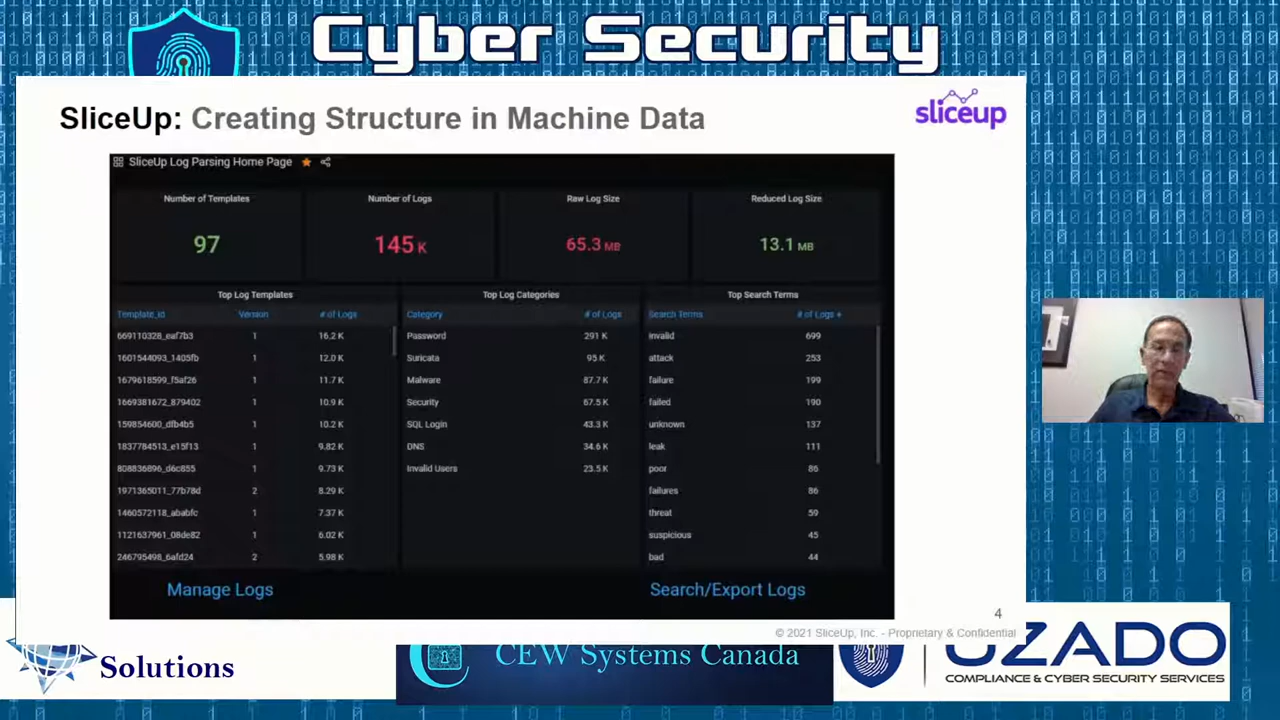 Cyber Security
SliceUp: Creating Structure in Machine Data
sliceup
SliceUp Log Parsing Home Page
Number of Templates
97
Number of Logs
145 K
Raw Log Size
65.3 MB
Reduced Log Size
13.1 MB
Top Log Templates
Template_id Version # of Logs
669110328_eaf7b3 1 16.2 K
1601544093_1405fb 1 12.0 K
1679618599_f5af26 1 11.7 K
1669381672_879402 1 10.9 K
159854600_dfb4b5 1 10.2 K
1837784513_e15f13 1 9.82 K
808836896_d6c855 1 9.73 K
1971365011_77b78d 2 8.29 K
1460572118_ababfc 1 7.37 K
1121637961_08de82 1 6.02 K
246795498_6afd24 2 5.98 K
Top Log Categories
Category # of Logs
Password 291 K
Suricata 95 K
Malware 87.7 K
Security 67.5 K
SQL Login 43.3 K
DNS 34.6 K
Invalid Users 23.5 K
Top Search Terms
Search Terms # of Logs
invalid 699
attack 253
failure 199
failed 190
unknown 137
leak 111
poor 86
failures 86
threat 59
suspicious 45
bad 44
Manage Logs
Search/Export Logs
4
© 2021 SliceUp, Inc. - Proprietary & Confidential
Solutions
CEW Systems Canada
UZADO
COMPLIANCE & CYBER SECURITY SERVICES